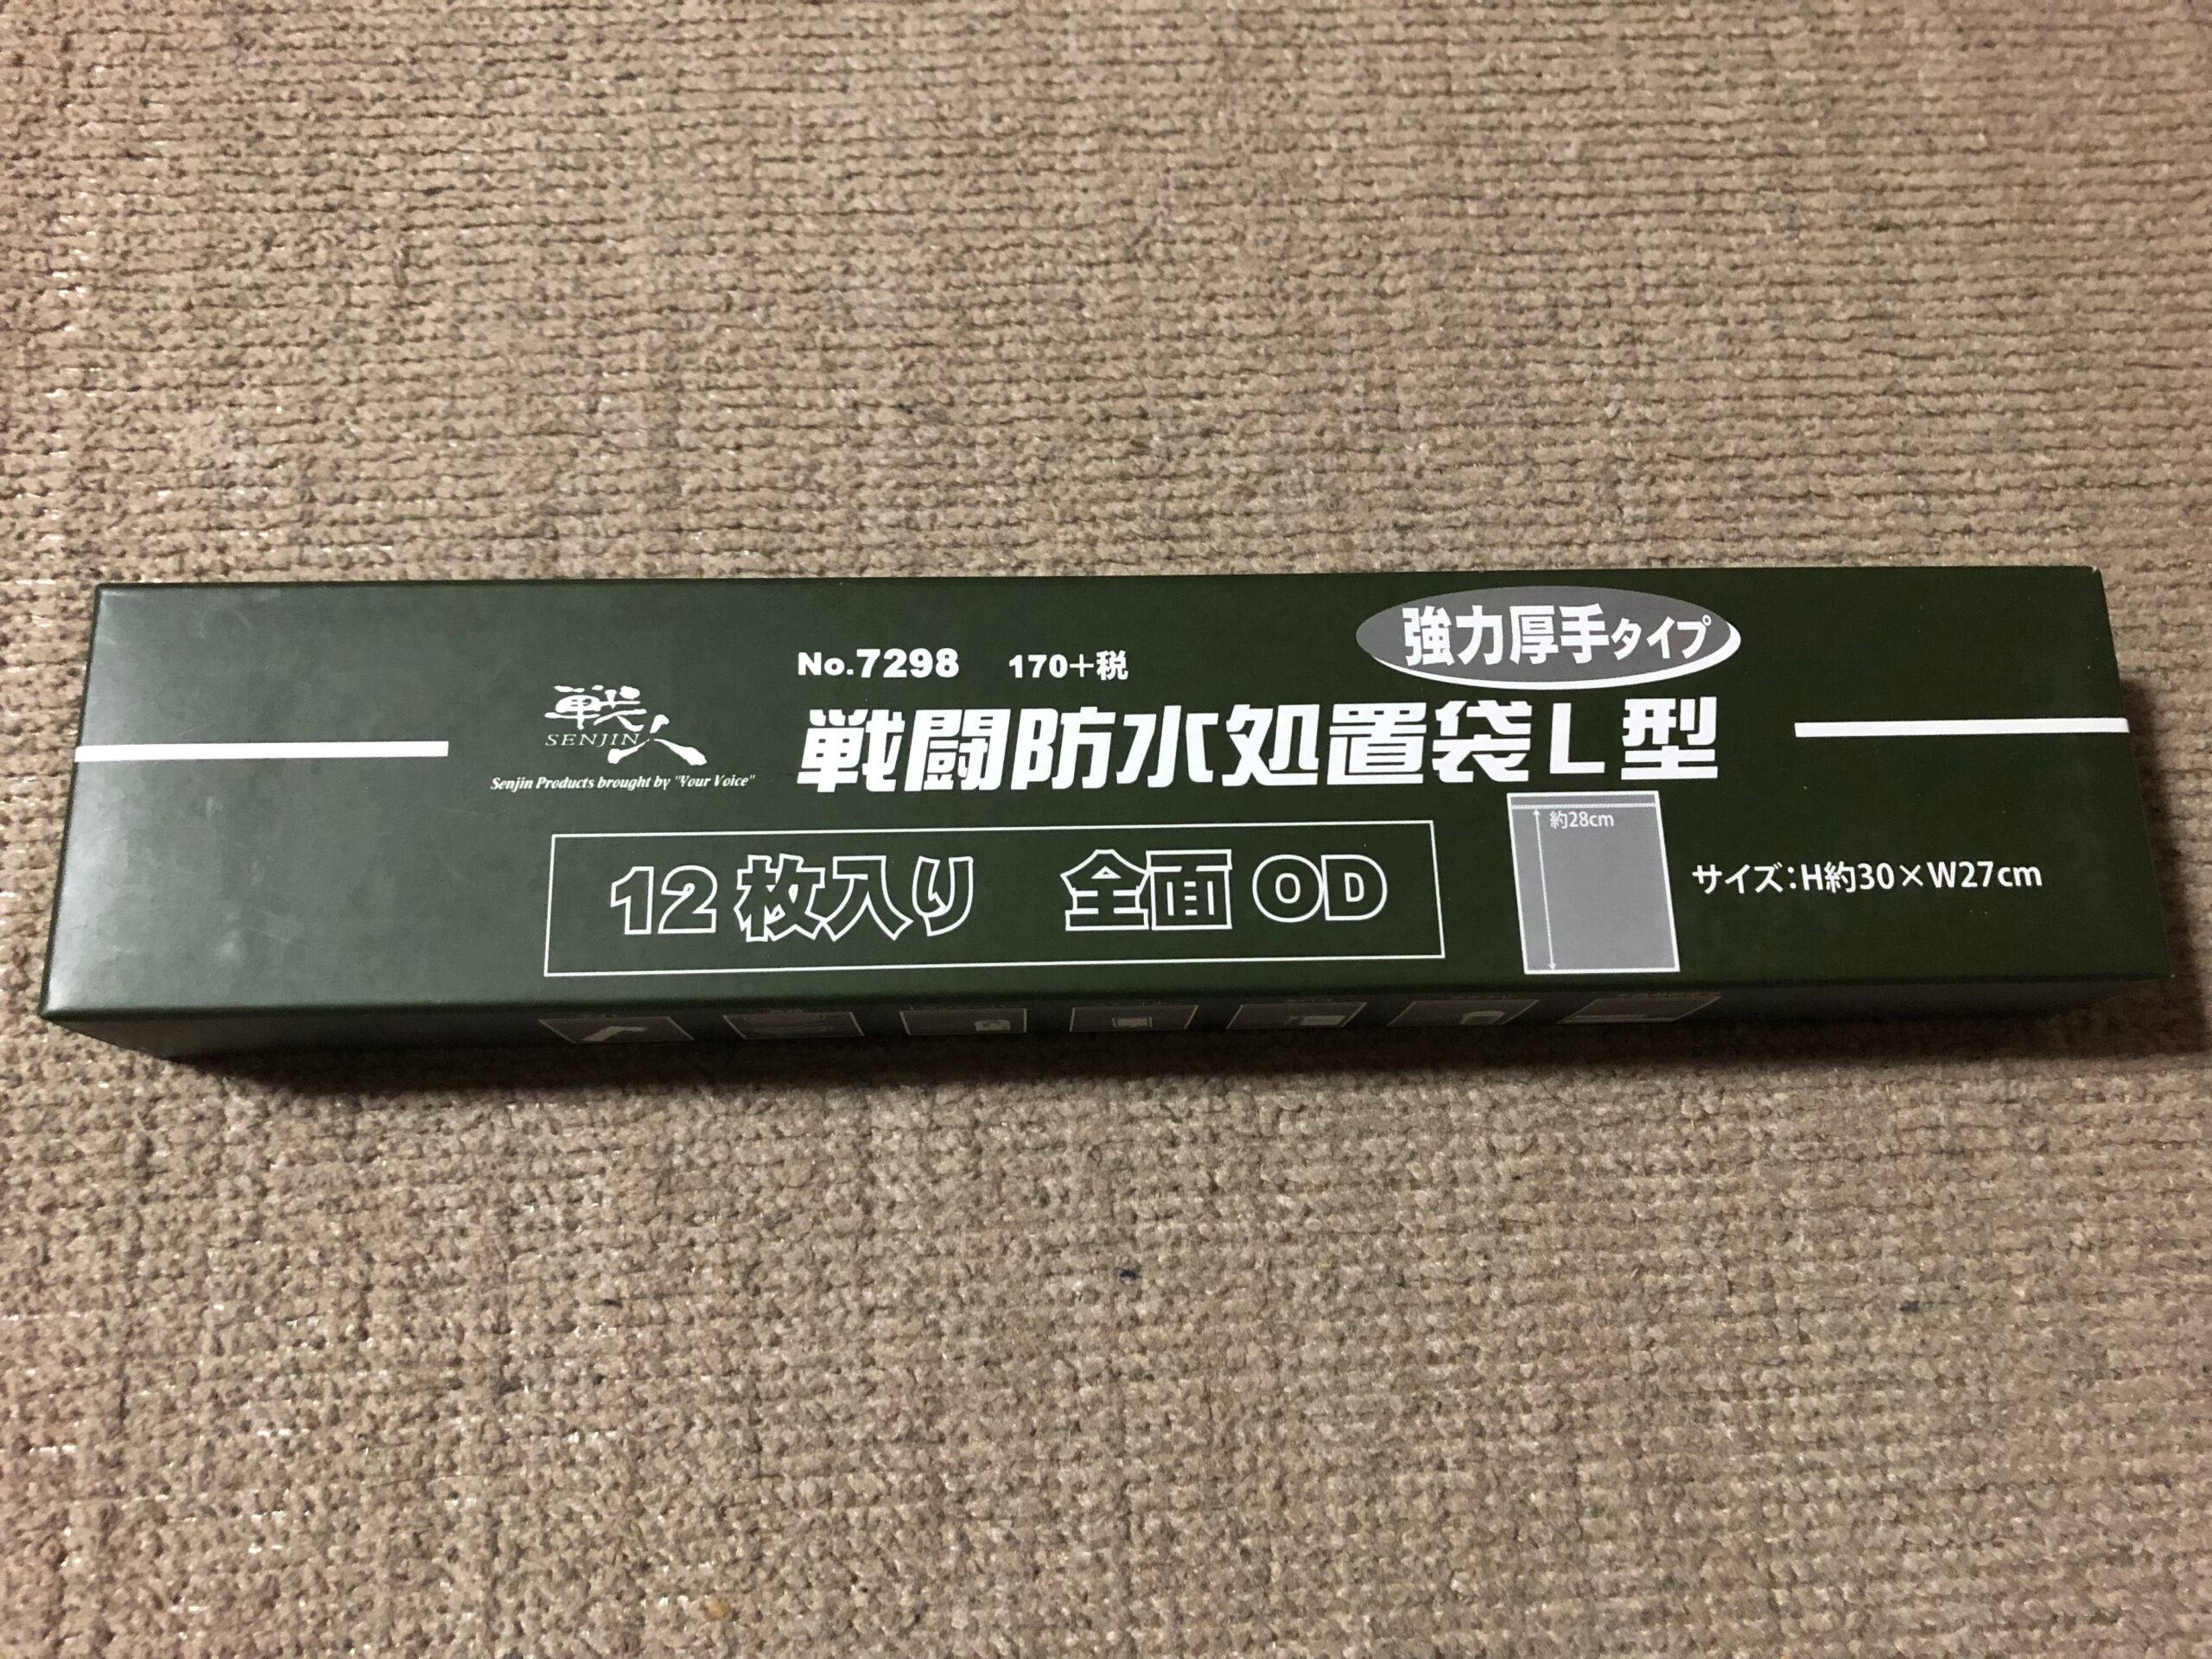 強力厚手タイプ
No.7298 170+税
戦人
SENJIN
Senjin Products brought by "Your Voice"
戦闘防水処置袋L型
約28cm
12枚入り 全面OD
サイズ:H約30×W27cm